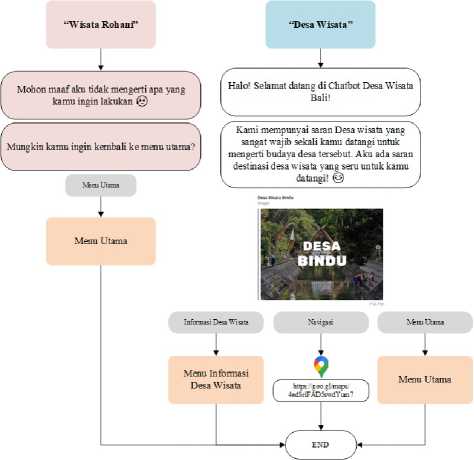 “Wisata Rohani”
Mohon maaf aku tidak mengerti apa yang
kamu ingin lakukan
Mungkin kamu ingin kembali ke menu utama?
Menu Utama
Menu Utama
“Desa Wisata”
Halo! Selamat datang di Chatbot Desa Wisata
Bali!
Kami mempunyai saran Desa wisata yang
sangat wajib sekali kamu datangi untuk
mengerti budaya desa tersebut. Aku ada saran
destinasi desa wisata yang seru untuk kamu
datangi!
Desa Wisata Bindu
DESA
BINDU
Informasi Desa Wisata
Navigasi
Menu Utama
Menu Informasi
Desa Wisata
https://goo.gl/maps/
Menu Utama
END